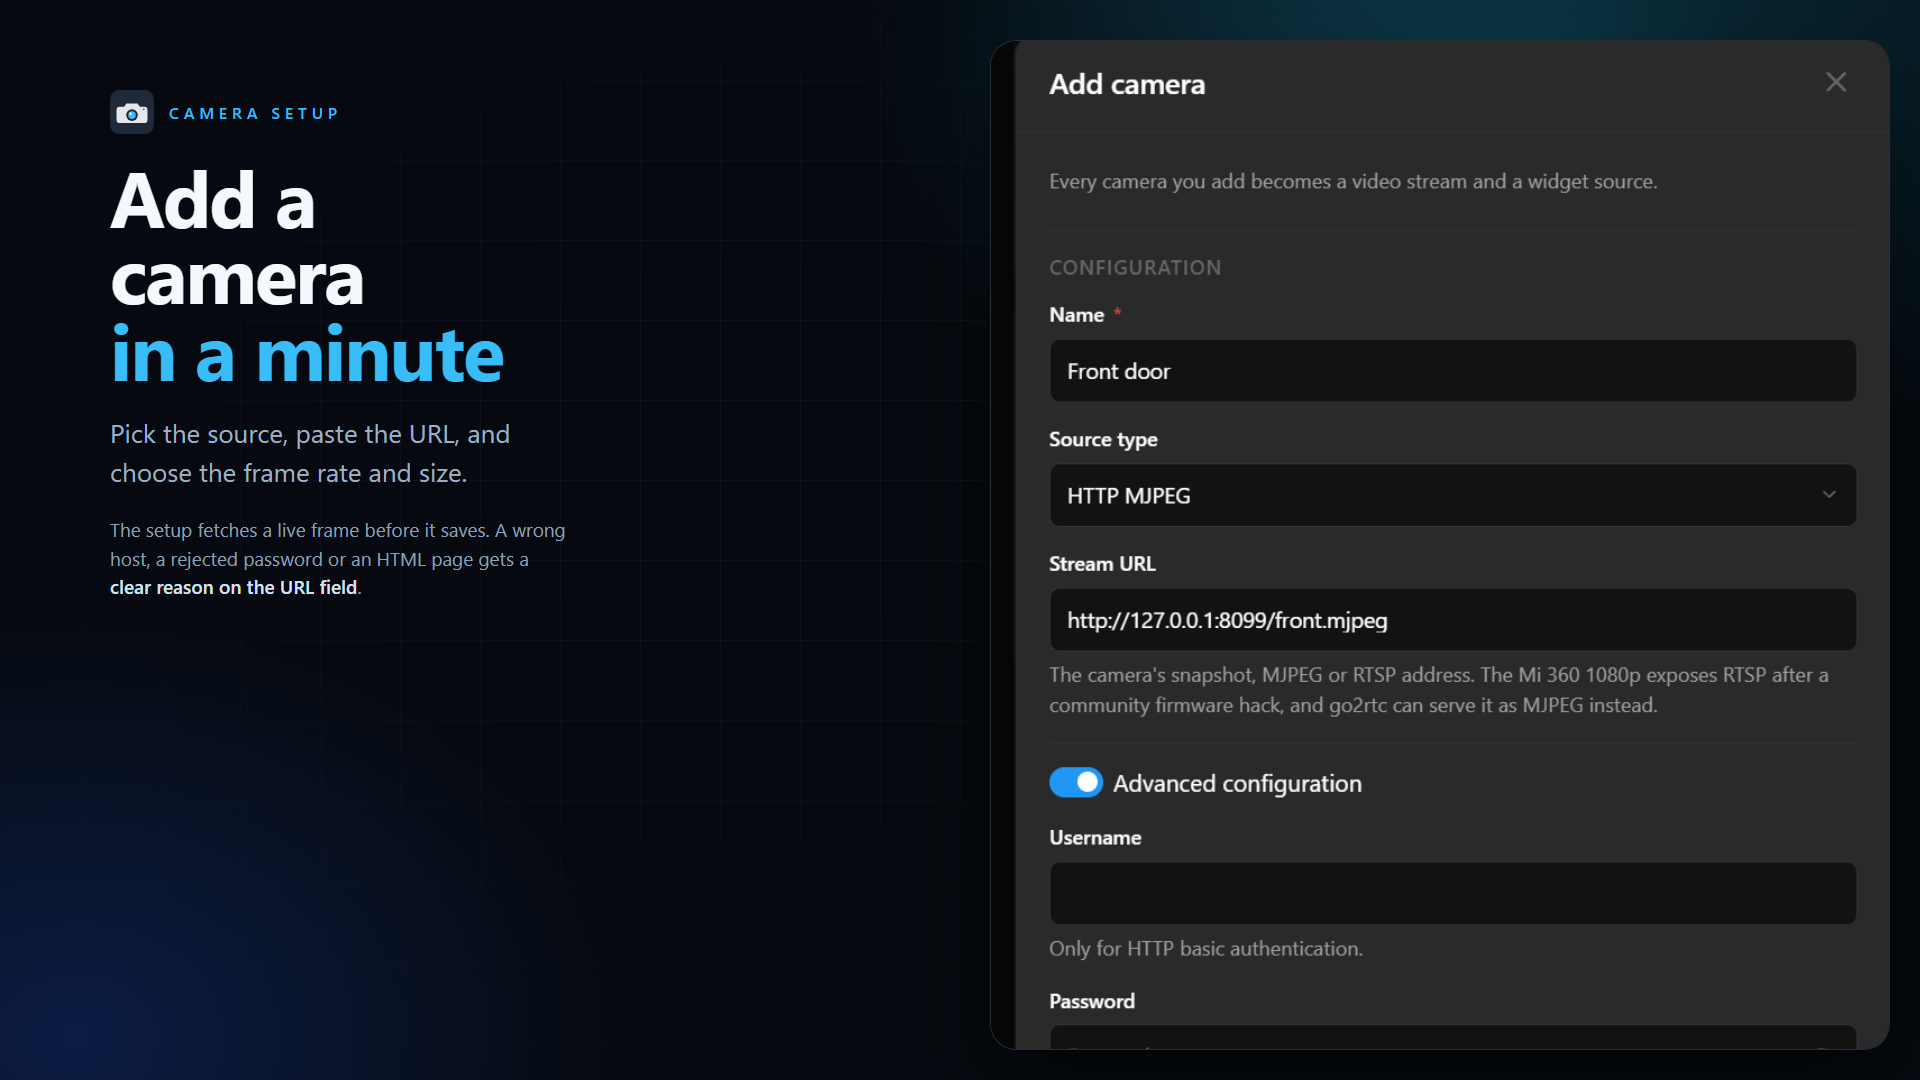 CAMERA SETUP
Add a
camera
in a minute
Pick the source, paste the URL, and
choose the frame rate and size.
The setup fetches a live frame before it saves. A wrong
host, a rejected password or an HTML page gets a
clear reason on the URL field.
Add camera
Every camera you add becomes a video stream and a widget source.
CONFIGURATION
Name *
Front door
Source type
HTTP MJPEG
Stream URL
http://127.0.0.1:8099/front.mjpeg
The camera's snapshot, MJPEG or RTSP address. The Mi 360 1080p exposes RTSP after a
community firmware hack, and go2rtc can serve it as MJPEG instead.
Advanced configuration
Username
Only for HTTP basic authentication.
Password